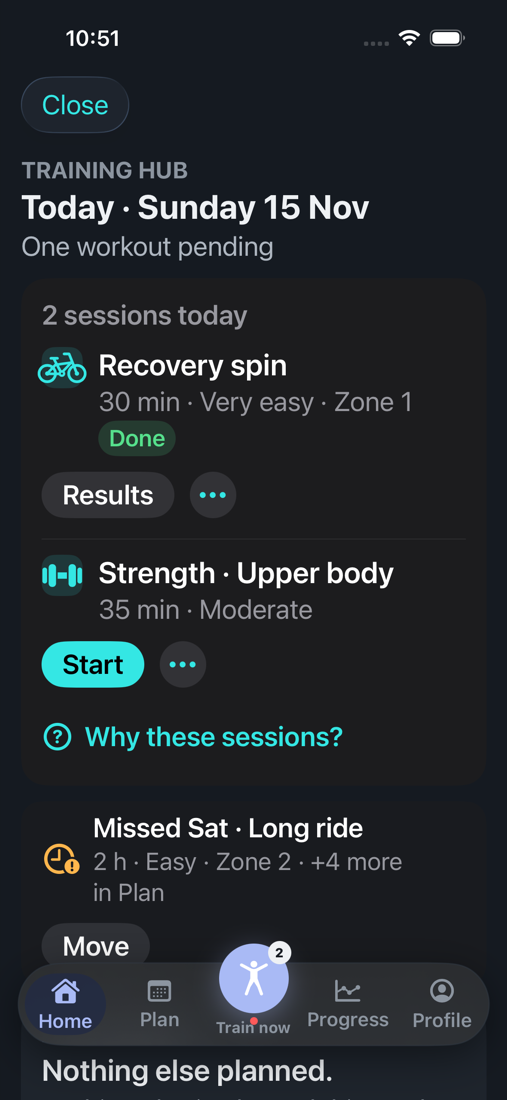 10:51
Close
TRAINING HUB
Today · Sunday 15 Nov
One workout pending
2 sessions today
Recovery spin
30 min · Very easy · Zone 1
Done
Results
Strength · Upper body
35 min · Moderate
Start
? Why these sessions?
Missed Sat · Long ride
2 h · Easy · Zone 2 · +4 more
in Plan
Move
2
Home
Plan
Train now
Progress
Profile
Nothing else planned.